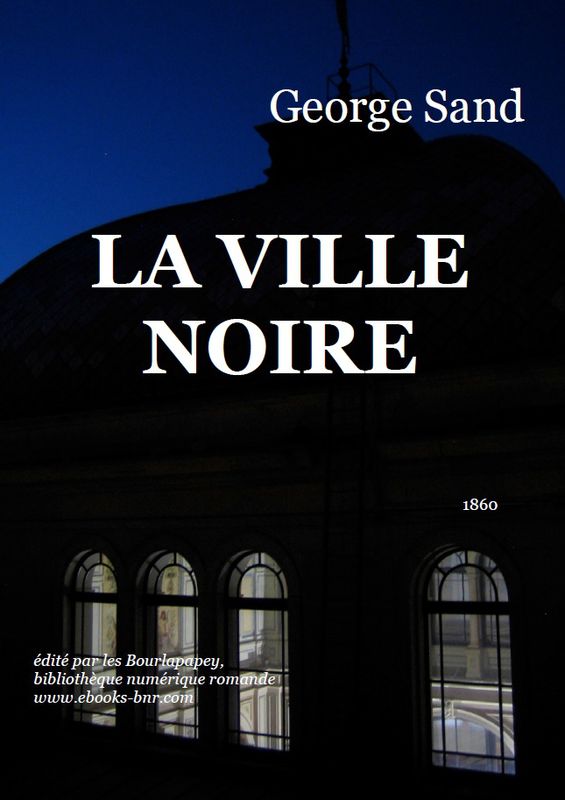 George Sand
LA VILLE
NOIRE
1860
édité par les Bourlapapey,
bibliothèque numérique romande
www.ebooks-bnr.com